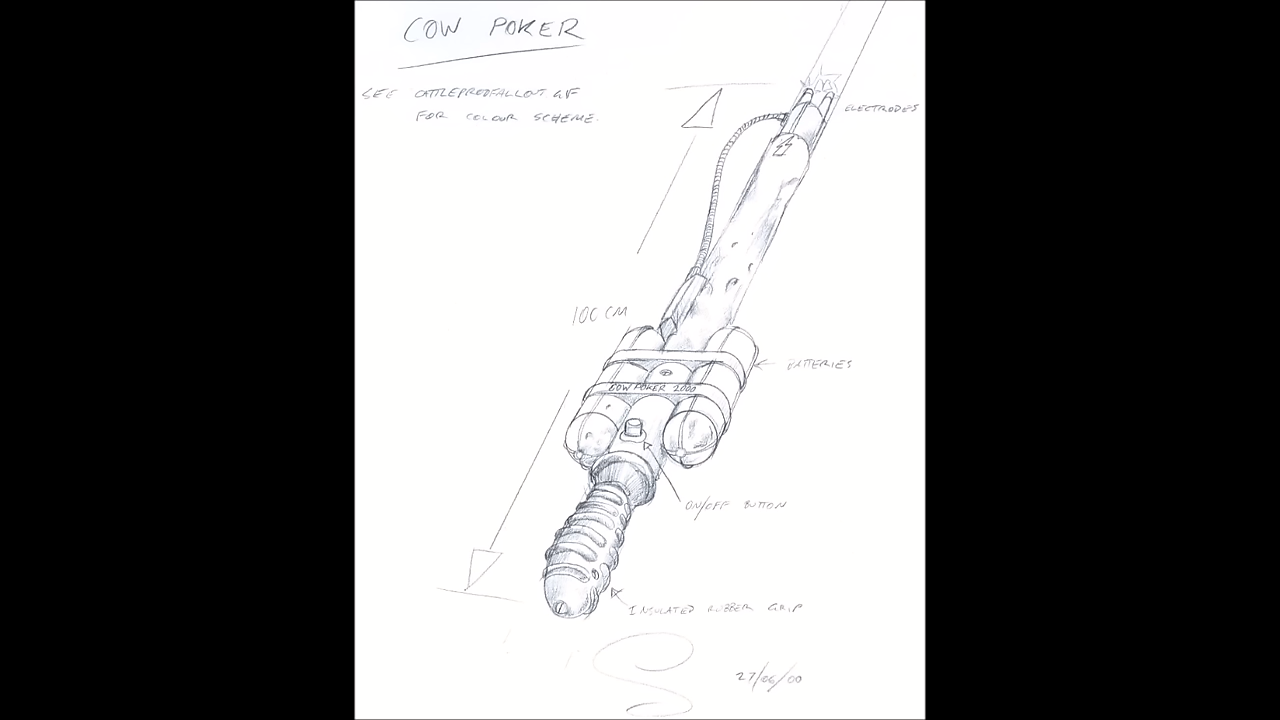 COW POKER
SEE CATTLEPRODFALLOUT GIF
FOR COLOUR SCHEME.
ELECTRODES
100 CM
BATTERIES
COW POKER 2000
ON/OFF BUTTON
INSULATED RUBBER GRIP
27/06/00